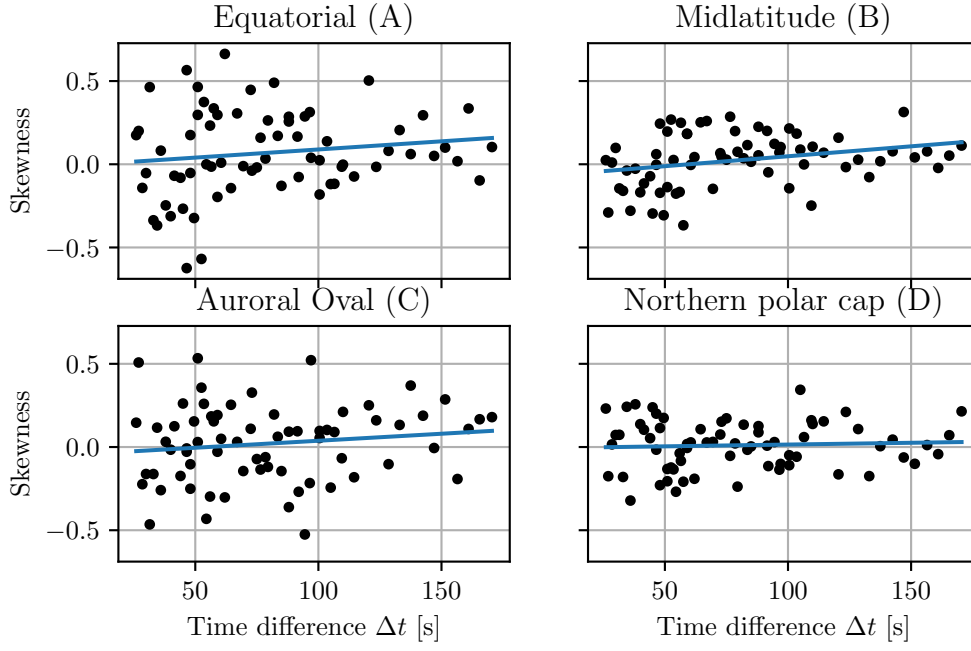 Equatorial (A)
Midlatitude (B)
0.5
0.0
−0.5
Skewness
Auroral Oval (C)
Northern polar cap (D)
0.5
0.0
−0.5
Skewness
50
100
150
50
100
150
Time difference Δt [s]
Time difference Δt [s]